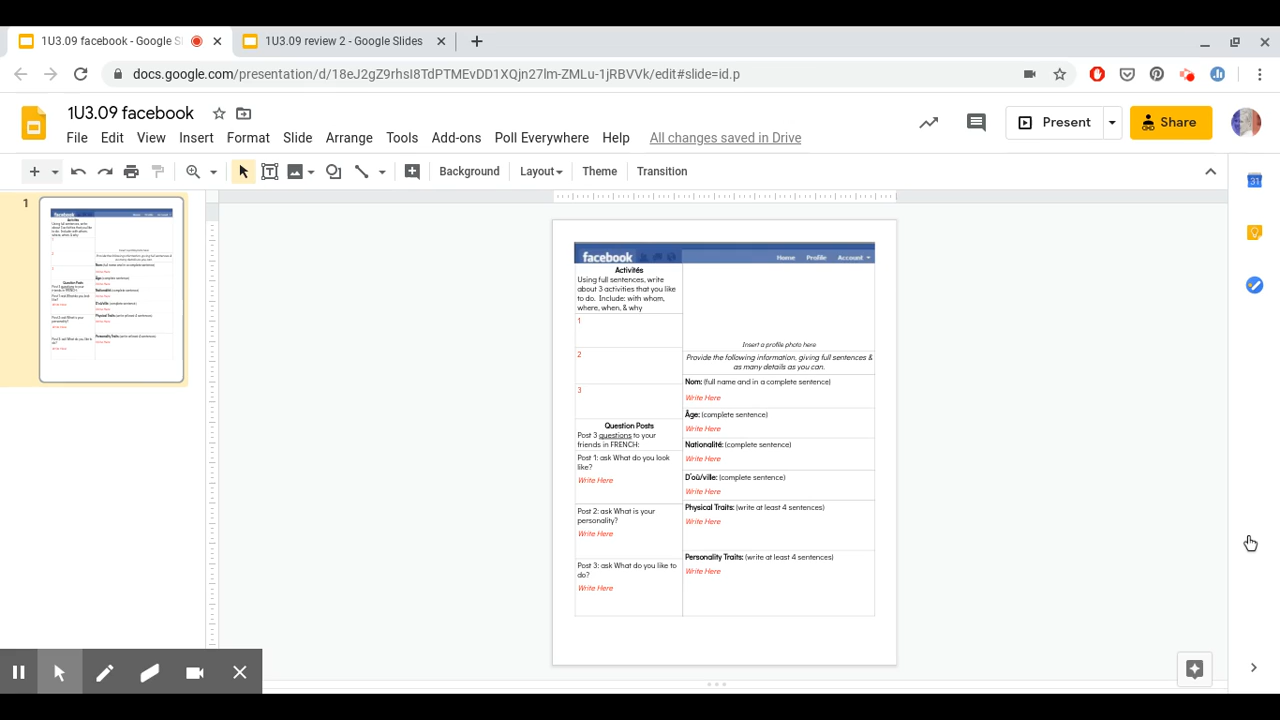 1U3.09 facebook - Google Sl
1U3.09 review 2 - Google Slides
docs.google.com/presentation/d/18eJ2gZ9rhsI8TdPTMEvDD1XQjn27lm-ZMLu-1jRBVVk/edit#slide=id.p
1U3.09 facebook
File Edit View Insert Format Slide Arrange Tools Add-ons Poll Everywhere Help All changes saved in Drive
Present
Share
Background Layout Theme Transition
1
facebook
Home Profile Account
Activités
Using full sentences, write
about 3 activities that you like
to do. Include: with whom,
where, when, & why
1
2
3
Question Posts
Post 3 questions to your
friends in FRENCH:
Post 1: ask What do you look
like?
Write Here
Post 2: ask What is your
personality?
Write Here
Post 3: ask What do you like to
do?
Write Here
Insert a profile photo here
Provide the following information, giving full sentences &
as many details as you can.
Nom: (full name and in a complete sentence)
Write Here
Âge: (complete sentence)
Write Here
Nationalité: (complete sentence)
Write Here
D'où/ville: (complete sentence)
Write Here
Physical Traits: (write at least 4 sentences)
Write Here
Personality Traits: (write at least 4 sentences)
Write Here
31